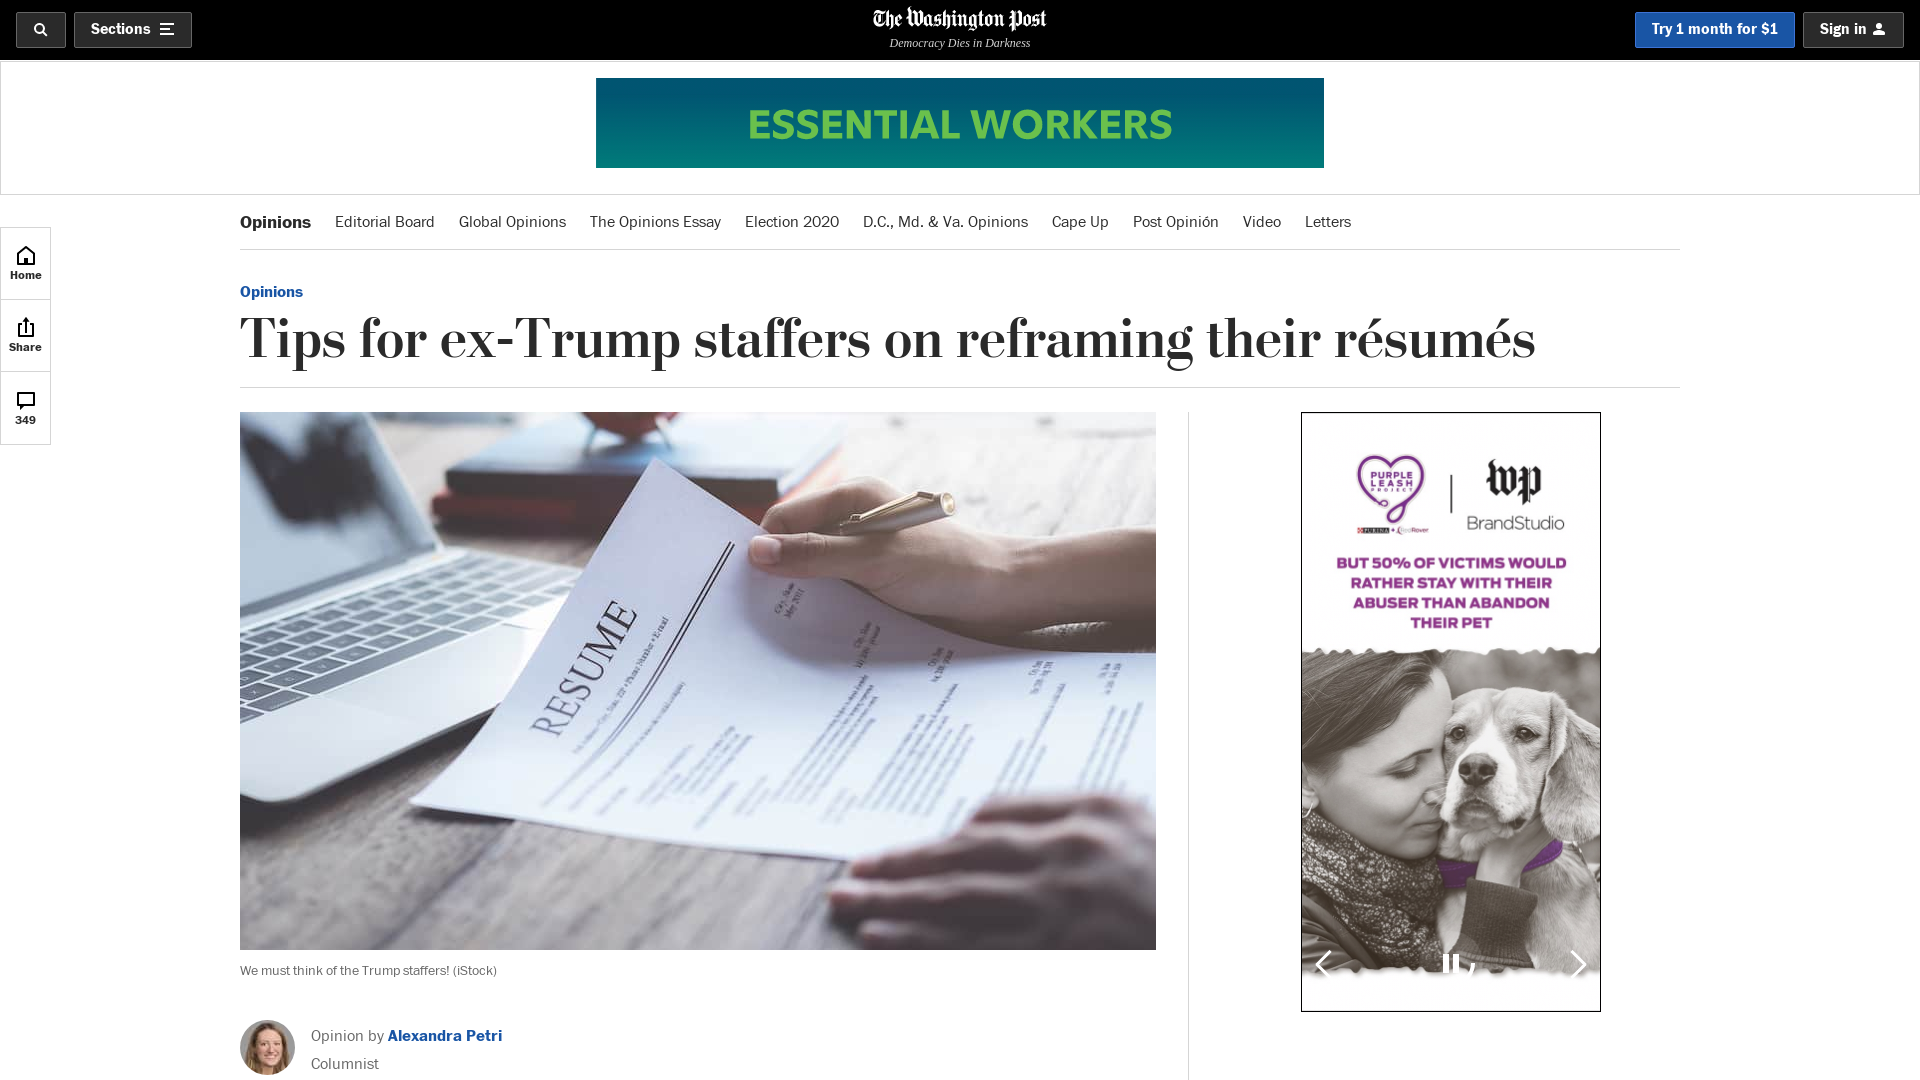 Sections
The Washington Post
Democracy Dies in Darkness
Try 1 month for $1
Sign in
ESSENTIAL WORKERS
Opinions
Editorial Board
Global Opinions
The Opinions Essay
Election 2020
D.C., Md. & Va. Opinions
Cape Up
Post Opinión
Video
Letters
Home
Share
349
Opinions
Tips for ex-Trump staffers on reframing their résumés
RESUME
We must think of the Trump staffers! (iStock)
Opinion by Alexandra Petri
Columnist
PURPLE
LEASH
PROJECT
PURINA
RedRover
wp
BrandStudio
BUT 50% OF VICTIMS WOULD
RATHER STAY WITH THEIR
ABUSER THAN ABANDON
THEIR PET